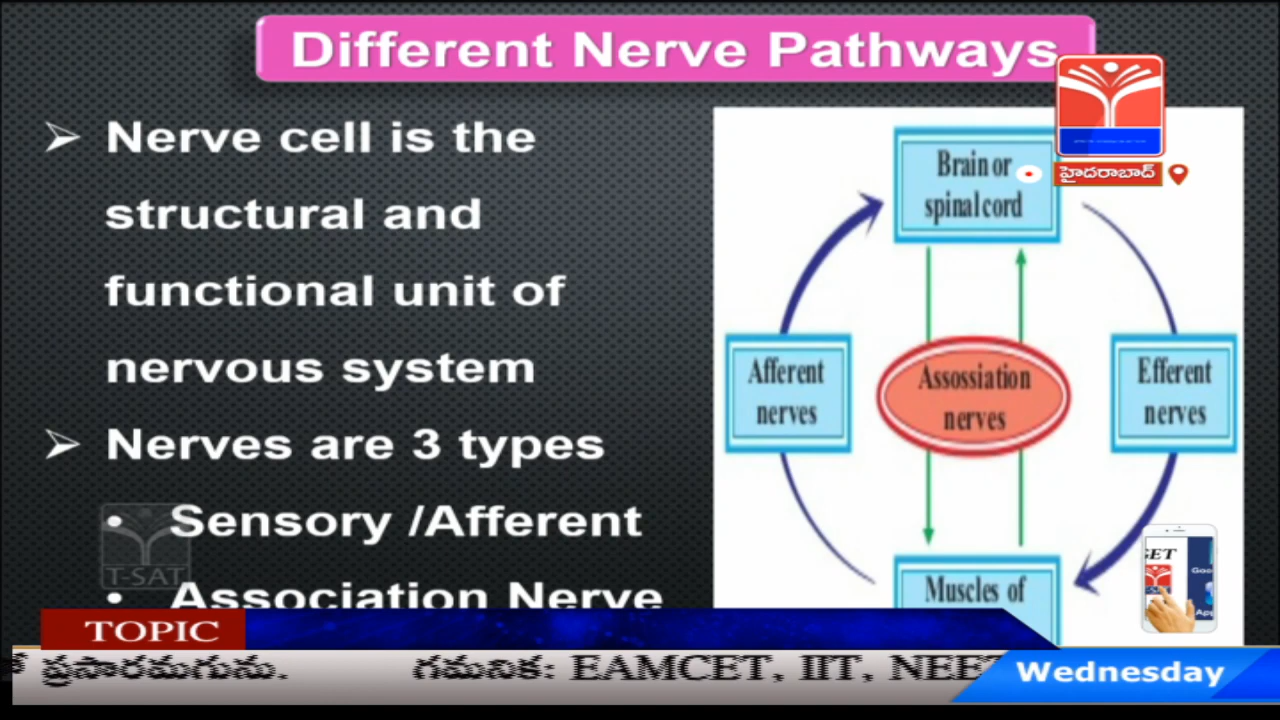 Different Nerve Pathways
హైదరాబాద్
➢ Nerve cell is the
structural and
functional unit of
nervous system
➢ Nerves are 3 types
• Sensory /Afferent
• Association Nerve
Brain or
spinal cord
Afferent
nerves
Assossiation
nerves
Efferent
nerves
Muscles of
T-SAT
GET
TOPIC
ప్రసారమగును. గమనిక: EAMCET, IIT, NEET
Wednesday